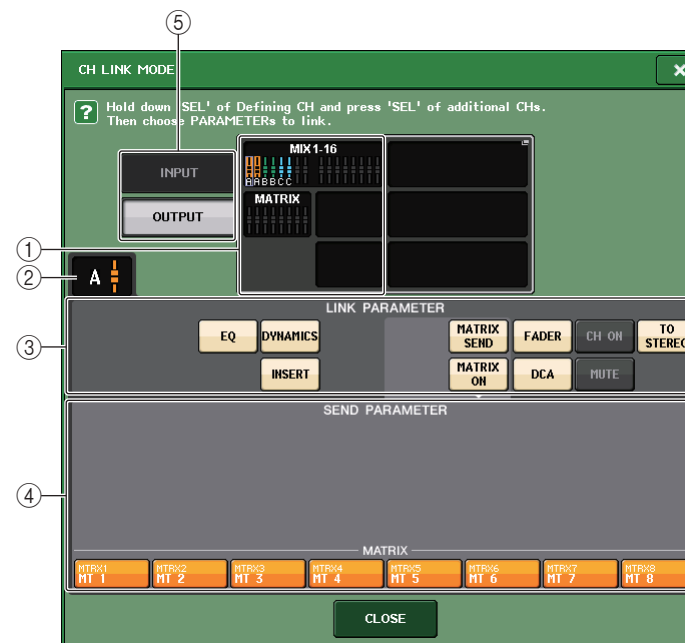 ⑤
CH LINK MODE
? Hold down 'SEL' of Defining CH and press 'SEL' of additional CHs.
Then choose PARAMETERs to link.
INPUT
OUTPUT
MIX 1-16
AABBCC
MATRIX
①
②
A
LINK PARAMETER
③
EQ
DYNAMICS
MATRIX SEND
FADER
CH ON
TO STEREO
INSERT
MATRIX ON
DCA
MUTE
SEND PARAMETER
④
MATRIX
MTRX1 MTRX2 MTRX3 MTRX4 MTRX5 MTRX6 MTRX7 MTRX8
MT 1 MT 2 MT 3 MT 4 MT 5 MT 6 MT 7 MT 8
CLOSE